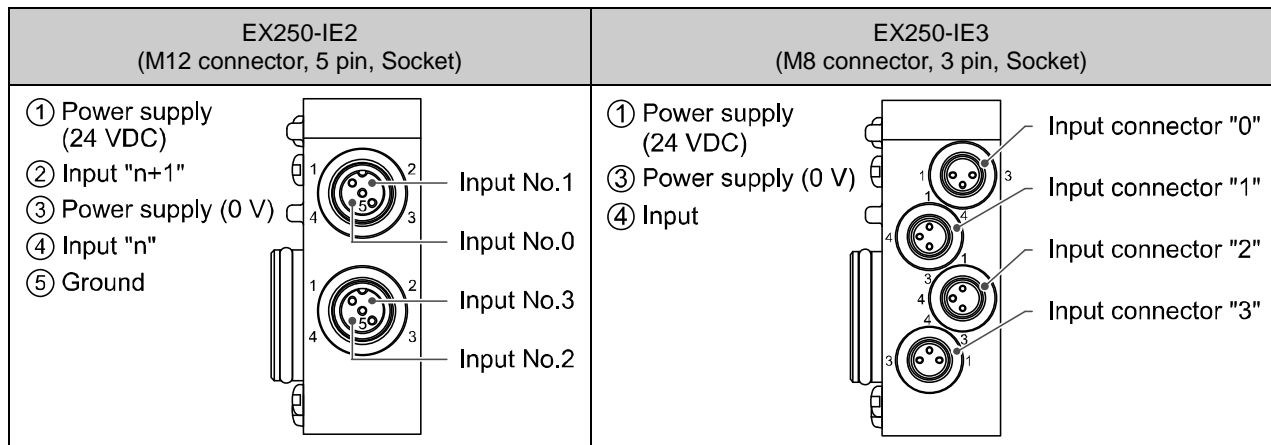 EX250-IE2
(M12 connector, 5 pin, Socket)
① Power supply
(24 VDC)
② Input "n+1"
③ Power supply (0 V)
④ Input "n"
⑤ Ground
1
2
5
4
3
Input No.1
Input No.0
1
2
5
4
3
Input No.3
Input No.2
EX250-IE3
(M8 connector, 3 pin, Socket)
① Power supply
(24 VDC)
③ Power supply (0 V)
④ Input
1
3
4
Input connector "0"
1
4
3
Input connector "1"
1
4
3
Input connector "2"
4
3
1
Input connector "3"